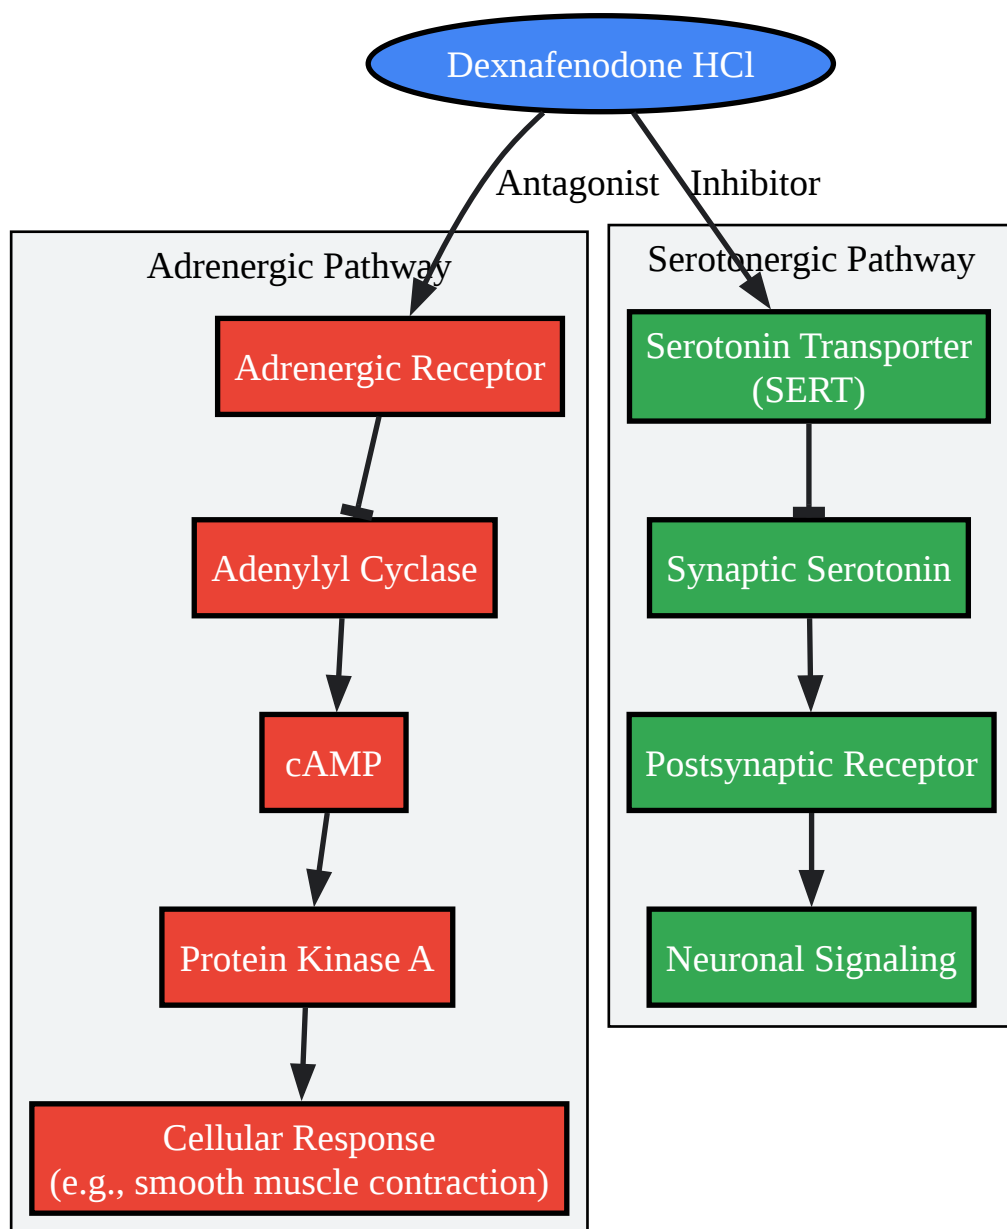 Dexnafenodone HCl
Antagonist
Inhibitor
Adrenergic Pathway
Adrenergic Receptor
Adenylyl Cyclase
cAMP
Protein Kinase A
Cellular Response
(e.g., smooth muscle contraction)
Serotonergic Pathway
Serotonin Transporter
(SERT)
Synaptic Serotonin
Postsynaptic Receptor
Neuronal Signaling